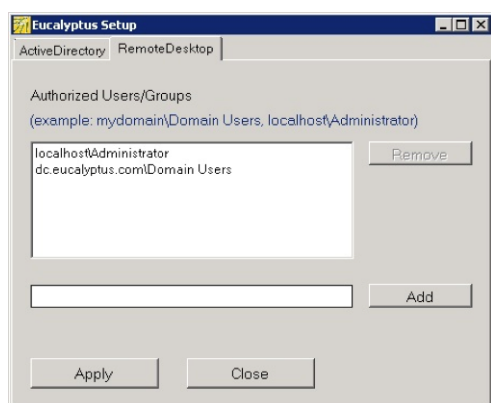 Eucalyptus Setup
ActiveDirectory RemoteDesktop
Authorized Users/Groups
(example: mydomain\Domain Users, localhost\Administrator)
localhost\Administrator
dc.eucalyptus.com\Domain Users
Remove
Add
Apply Close